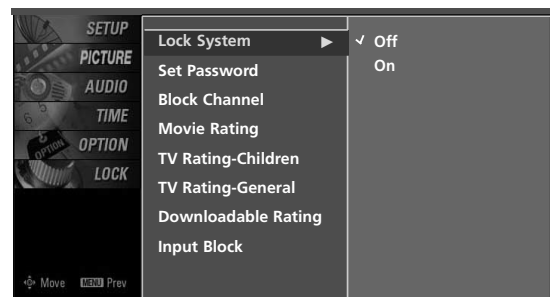 SETUP
PICTURE
AUDIO
TIME
OPTION
LOCK
Move MENU Prev
Lock System ▶
Set Password
Block Channel
Movie Rating
TV Rating-Children
TV Rating-General
Downloadable Rating
Input Block
✓ Off
On